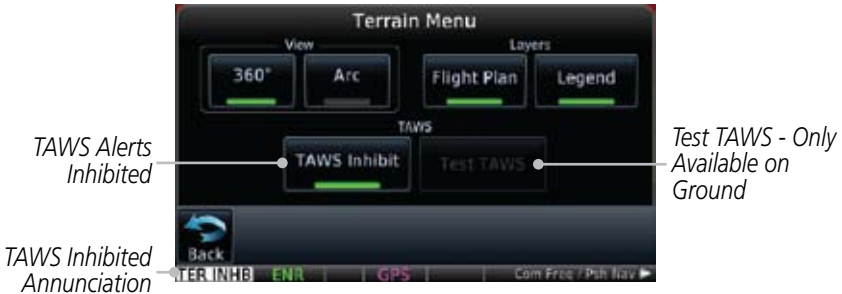 Terrain Menu
View
Layers
360°
Arc
Flight Plan
Legend
TAWS
TAWS Alerts
Inhibited
TAWS Inhibit
Test TAWS
Test TAWS - Only
Available on
Ground
Back
TAWS Inhibited
Annunciation
TER INHB ENR GPS Com Freq / Psh Nav